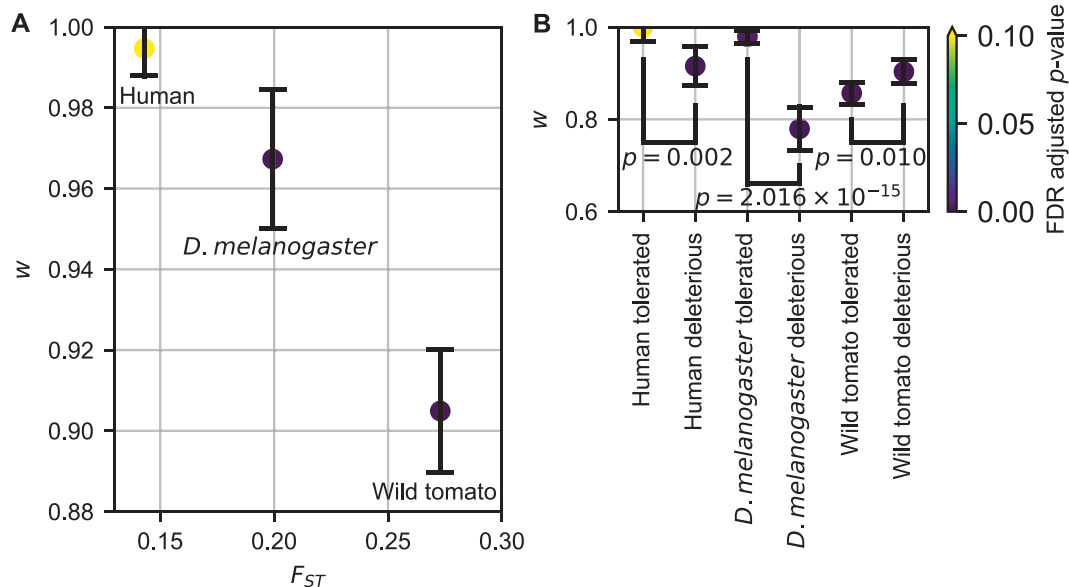 A
1.00
0.98
0.96
0.94
0.92
0.90
0.88
w
Human
D. melanogaster
Wild tomato
0.15
0.20
0.25
0.30
F_ST
B
1.0
0.8
0.6
w
p = 0.002
p = 2.016 × 10⁻¹⁵
p = 0.010
Human tolerated
Human deleterious
D. melanogaster tolerated
D. melanogaster deleterious
Wild tomato tolerated
Wild tomato deleterious
0.10
0.05
0.00
FDR adjusted p-value